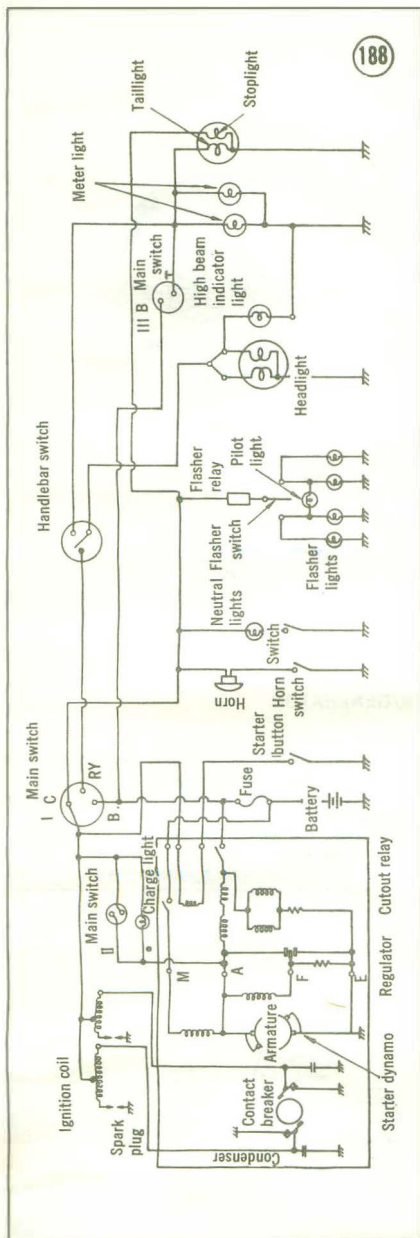 188
Taillight
Stoplight
Meter light
Main
switch
III B
T
High beam
indicator
light
Headlight
Handlebar switch
Flasher
relay
Pilot
light
Flasher
switch
Flasher
lights
Neutral
lights
Switch
Horn
Horn
switch
Starter
button
Main switch
I
C
RY
B
Fuse
Battery
Main switch
II
Charge light
Cutout relay
M
A
F
E
Regulator
Ignition coil
Spark
plug
Armature
Contact
breaker
Condenser
Starter dynamo